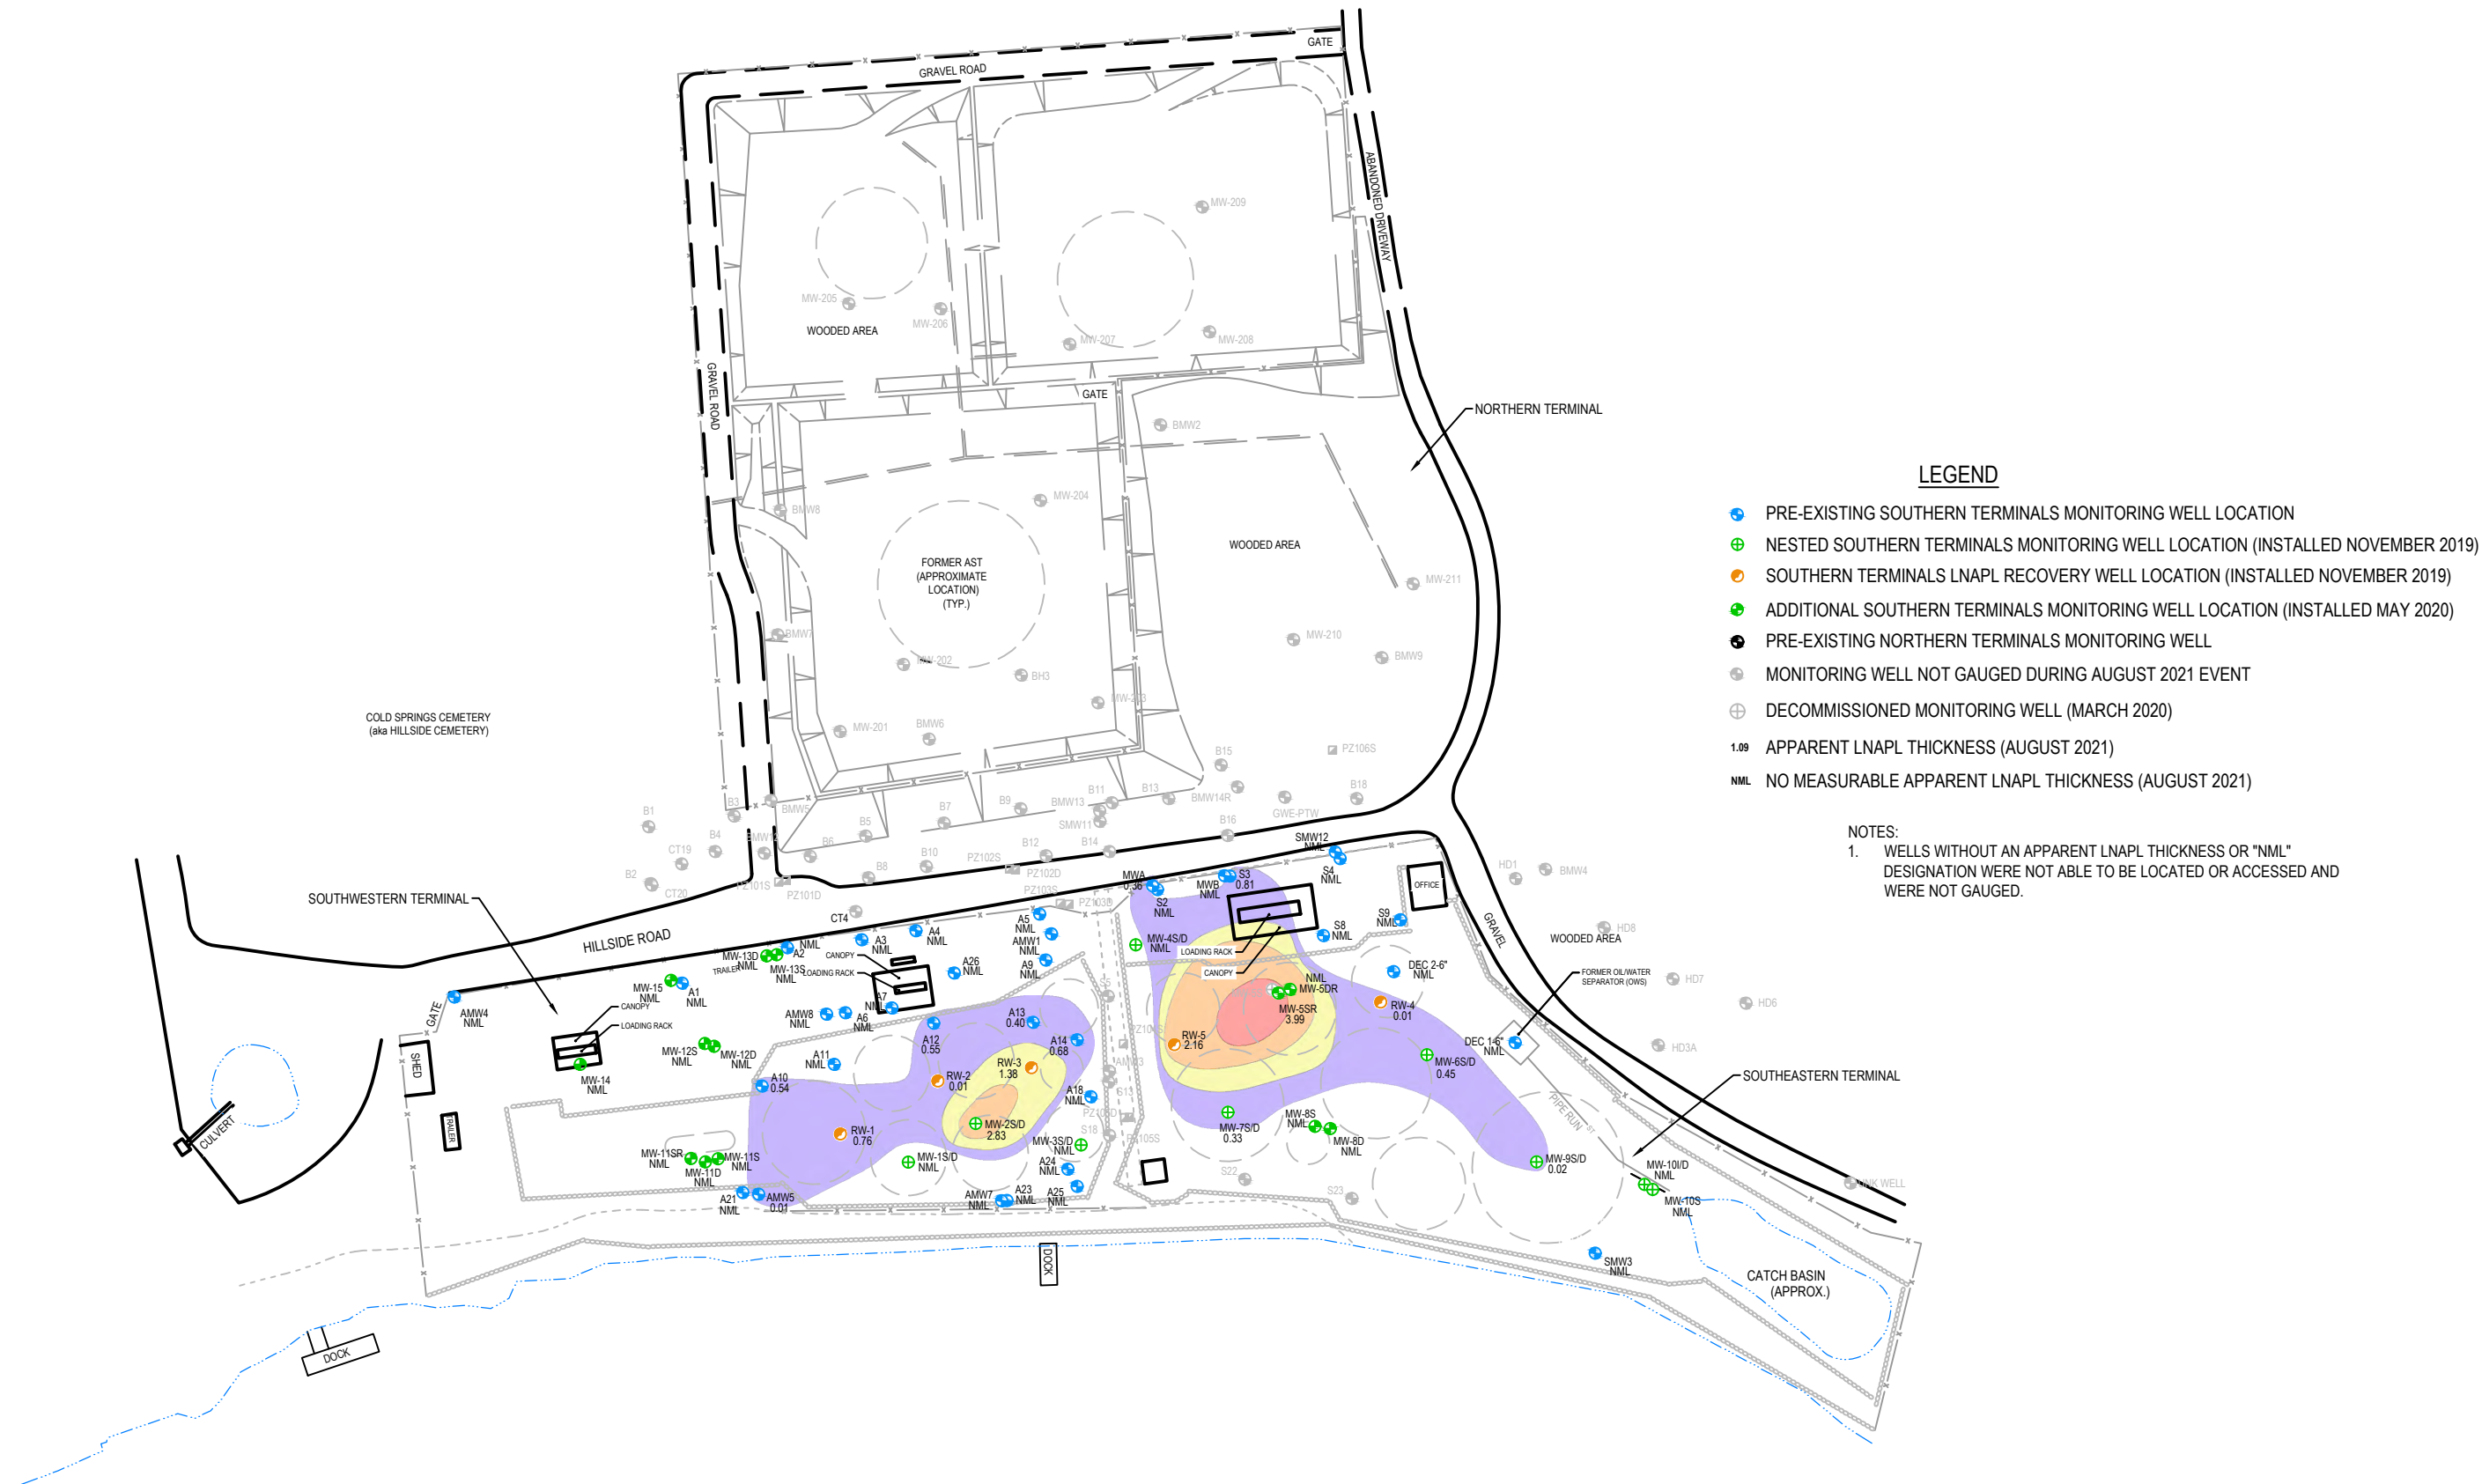 GATE
GRAVEL ROAD
ABANDONED DRIVEWAY
MW-209
MW-205
MW-206
WOODED AREA
MW-207
MW-208
GRAVEL ROAD
GATE
NORTHERN TERMINAL
BMW2
MW-204
BMW8
WOODED AREA
FORMER AST
(APPROXIMATE
LOCATION)
(TYP.)
MW-211
BMW7
MW-210
MW-202
BMW9
BH3
MW-203
COLD SPRINGS CEMETERY
(aka HILLSIDE CEMETERY)
MW-201
BMW6
B15
PZ106S
B1
B3
BMW5
B7
B9
BMW13
B11
B13
BMW14R
GWE-PTW
B18
SMW11
B4
BMW12
B6
B5
B16
CT19
B10
B12
B14
B2
CT20
PZ101S
PZ101D
B8
PZ102S
PZ102D
PZ103S
PZ103D
CT4
HD1
BMW4
HD8
HD7
HD6
HD3A
WOODED AREA
GRAVEL
OFFICE
SMW12
NML
S4
NML
MWA
0.36
S2
NML
MWB
NML
S3
0.81
S8
NML
S9
NML
LOADING RACK
CANOPY
DEC 2-6"
NML
FORMER OIL/WATER
SEPARATOR (OWS)
DEC 1-6"
NML
SOUTHWESTERN TERMINAL
HILLSIDE ROAD
GATE
AMW4
NML
MW-15
NML
A1
NML
MW-13D
NML
TRAILER
MW-13S
NML
NML
A2
A3
NML
A4
NML
A5
NML
AMW1
NML
A9
NML
A26
NML
CANOPY
LOADING RACK
A7
NML
AMW8
NML
A6
NML
A11
NML
A12
0.55
A13
0.40
A14
0.68
A10
0.54
RW-2
0.01
RW-3
1.38
A18
NML
RW-1
0.76
MW-2S/D
2.83
MW-3S/D
NML
MW-1S/D
NML
A24
NML
A25
NML
A23
NML
AMW7
NML
AMW5
0.01
A21
NML
MW-11SR
NML
MW-11D
NML
MW-11S
NML
MW-12S
NML
MW-12D
NML
CANOPY
LOADING RACK
MW-14
NML
SHED
TRAILER
CULVERT
MW-4S/D
NML
NML
MW-5DR
MW-5SR
3.99
RW-5
2.16
RW-4
0.01
MW-6S/D
0.45
MW-7S/D
0.33
MW-8S
NML
MW-8D
NML
MW-9S/D
0.02
MW-10I/D
NML
MW-10S
NML
SMW3
NML
S13
S18
PZ105S
S22
S23
PIPE RUN
SOUTHEASTERN TERMINAL
UNK WELL
CATCH BASIN
(APPROX.)
DOCK
DOCK
LEGEND
PRE-EXISTING SOUTHERN TERMINALS MONITORING WELL LOCATION
NESTED SOUTHERN TERMINALS MONITORING WELL LOCATION (INSTALLED NOVEMBER 2019)
SOUTHERN TERMINALS LNAPL RECOVERY WELL LOCATION (INSTALLED NOVEMBER 2019)
ADDITIONAL SOUTHERN TERMINALS MONITORING WELL LOCATION (INSTALLED MAY 2020)
PRE-EXISTING NORTHERN TERMINALS MONITORING WELL
MONITORING WELL NOT GAUGED DURING AUGUST 2021 EVENT
DECOMMISSIONED MONITORING WELL (MARCH 2020)
1.09 APPARENT LNAPL THICKNESS (AUGUST 2021)
NML NO MEASURABLE APPARENT LNAPL THICKNESS (AUGUST 2021)
NOTES:
1. WELLS WITHOUT AN APPARENT LNAPL THICKNESS OR "NML"
DESIGNATION WERE NOT ABLE TO BE LOCATED OR ACCESSED AND
WERE NOT GAUGED.